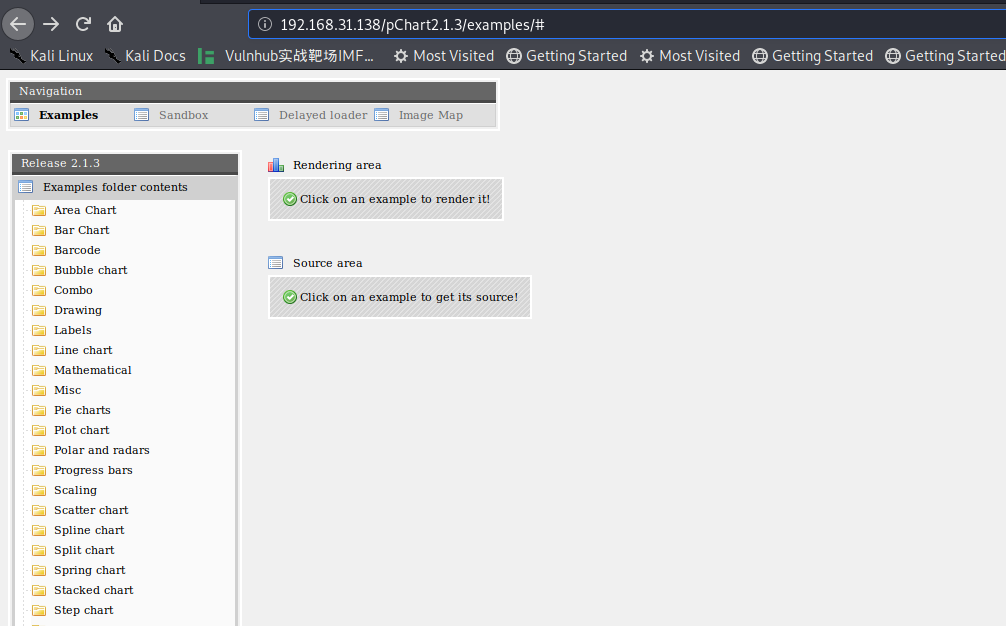 192.168.31.138/pChart2.1.3/examples/#
Kali Linux Kali Docs Vulnhub实战靶场IMF... Most Visited Getting Started Most Visited Getting Started Getting Started
Navigation
Examples Sandbox Delayed loader Image Map
Release 2.1.3
Examples folder contents
Area Chart
Bar Chart
Barcode
Bubble chart
Combo
Drawing
Labels
Line chart
Mathematical
Misc
Pie charts
Plot chart
Polar and radars
Progress bars
Scaling
Scatter chart
Spline chart
Split chart
Spring chart
Stacked chart
Step chart
Rendering area
Click on an example to render it!
Source area
Click on an example to get its source!